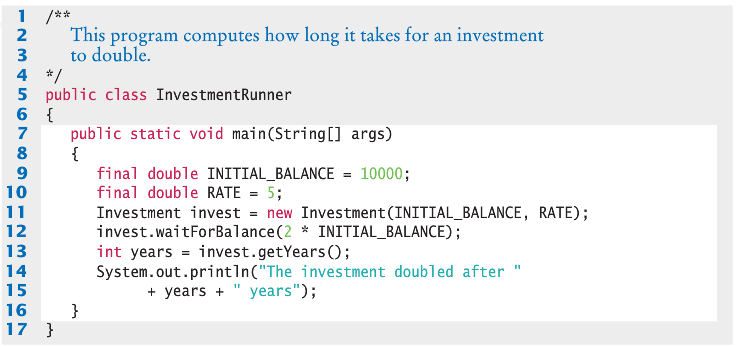 1 /**
2 This program computes how long it takes for an investment
3 to double.
4 */
5 public class InvestmentRunner
6 {
7 public static void main(String[] args)
8 {
9 final double INITIAL_BALANCE = 10000;
10 final double RATE = 5;
11 Investment invest = new Investment(INITIAL_BALANCE, RATE);
12 invest.waitForBalance(2 * INITIAL_BALANCE);
13 int years = invest.getYears();
14 System.out.println("The investment doubled after "
15 + years + " years");
16 }
17 }